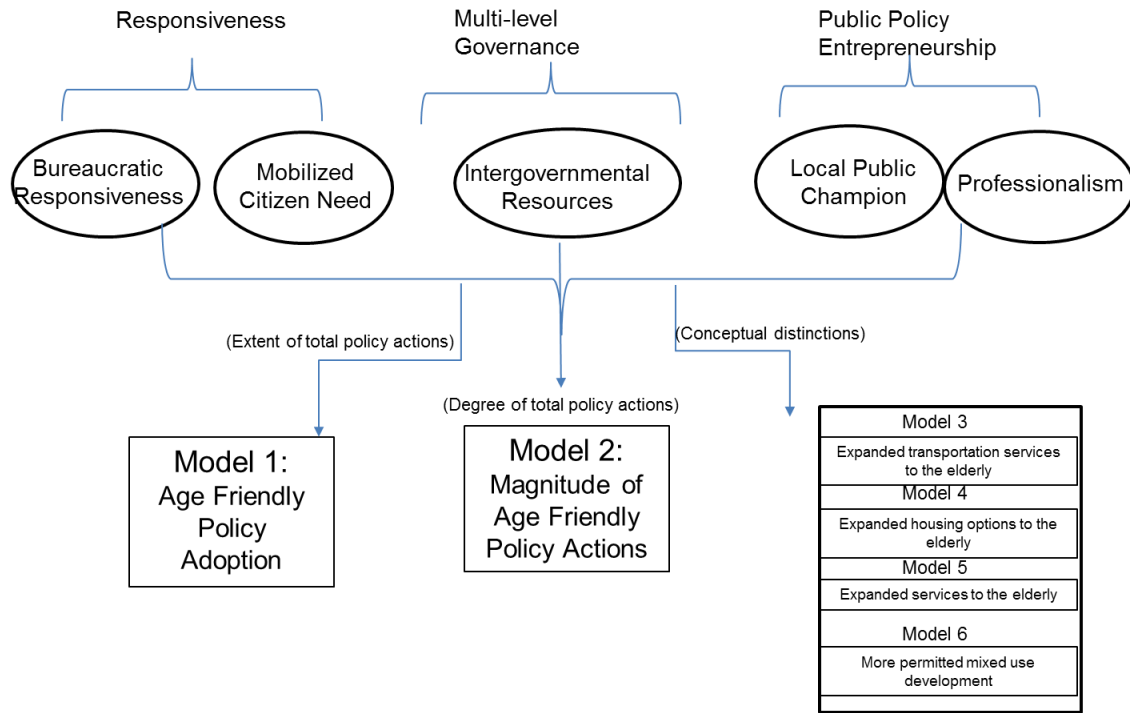 Responsiveness
Multi-level
Governance
Public Policy
Entrepreneurship
Bureaucratic
Responsiveness
Mobilized
Citizen Need
Intergovernmental
Resources
Local Public
Champion
Professionalism
(Extent of total policy actions)
(Conceptual distinctions)
(Degree of total policy actions)
Model 1:
Age Friendly
Policy
Adoption
Model 2:
Magnitude of
Age Friendly
Policy Actions
Model 3
Expanded transportation services
to the elderly
Model 4
Expanded housing options to the
elderly
Model 5
Expanded services to the elderly
Model 6
More permitted mixed use
development